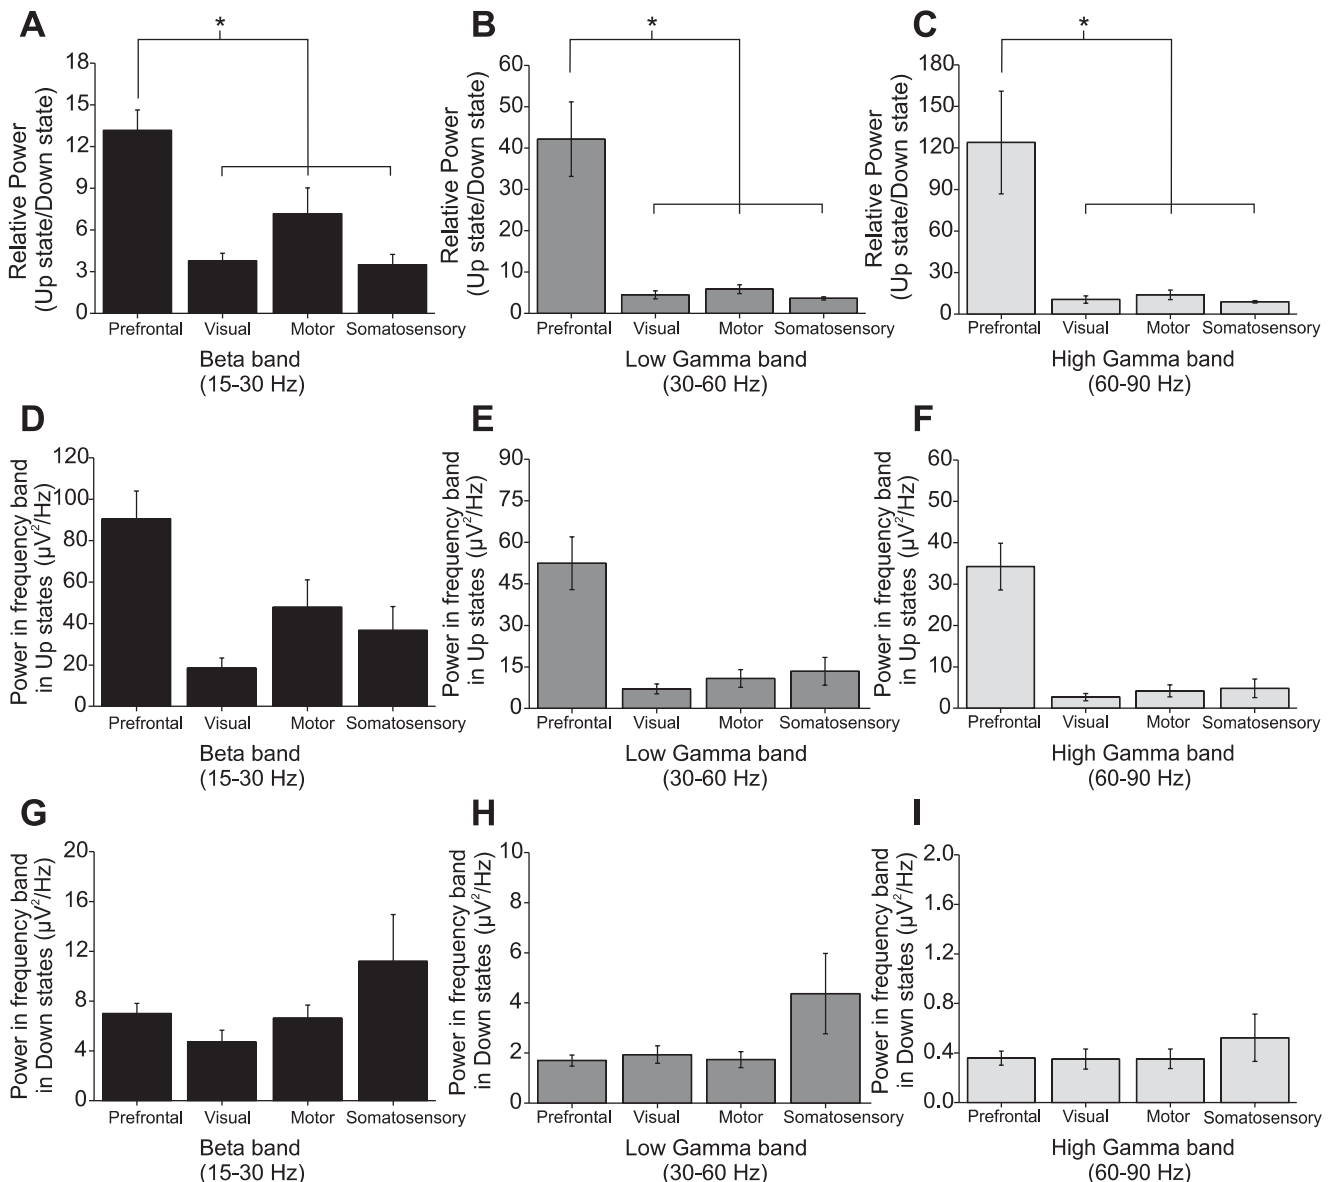 A
*
Relative Power
(Up state/Down state)
18
15
12
9
6
3
0
Prefrontal
Visual
Motor
Somatosensory
Beta band
(15-30 Hz)
B
*
Relative Power
(Up state/Down state)
60
50
40
30
20
10
0
Prefrontal
Visual
Motor
Somatosensory
Low Gamma band
(30-60 Hz)
C
*
Relative Power
(Up state/Down state)
180
150
120
90
60
30
0
Prefrontal
Visual
Motor
Somatosensory
High Gamma band
(60-90 Hz)
D
Power in frequency band
in Up states (µV²/Hz)
120
100
80
60
40
20
0
Prefrontal
Visual
Motor
Somatosensory
Beta band
(15-30 Hz)
E
Power in frequency band
in Up states (µV²/Hz)
90
75
60
45
30
15
0
Prefrontal
Visual
Motor
Somatosensory
Low Gamma band
(30-60 Hz)
F
Power in frequency band
in Up states (µV²/Hz)
60
50
40
30
20
10
0
Prefrontal
Visual
Motor
Somatosensory
High Gamma band
(60-90 Hz)
G
Power in frequency band
in Down states (µV²/Hz)
20
16
12
8
4
0
Prefrontal
Visual
Motor
Somatosensory
Beta band
(15-30 Hz)
H
Power in frequency band
in Down states (µV²/Hz)
10
8
6
4
2
0
Prefrontal
Visual
Motor
Somatosensory
Low Gamma band
(30-60 Hz)
I
Power in frequency band
in Down states (µV²/Hz)
2.0
1.6
1.2
0.8
0.4
0.0
Prefrontal
Visual
Motor
Somatosensory
High Gamma band
(60-90 Hz)